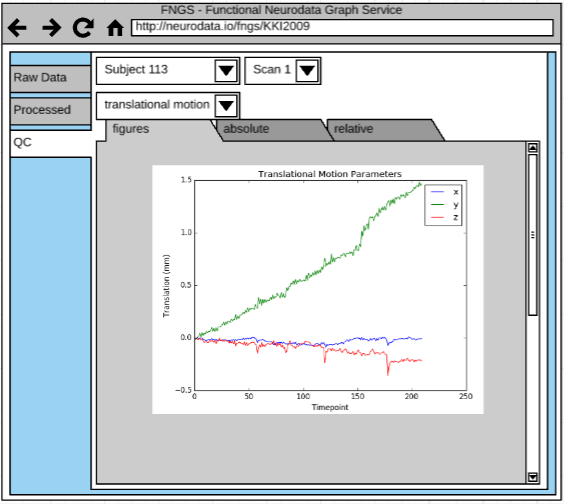 FNGS - Functional Neurodata Graph Service
http://neurodata.io/fngs/KKI2009
Raw Data
Processed
QC
Subject 113
Scan 1
translational motion
figures
absolute
relative
Translational Motion Parameters
x
y
z
1.5
1.0
0.5
0.0
−0.5
Translation (mm)
0
50
100
150
200
250
Timepoint